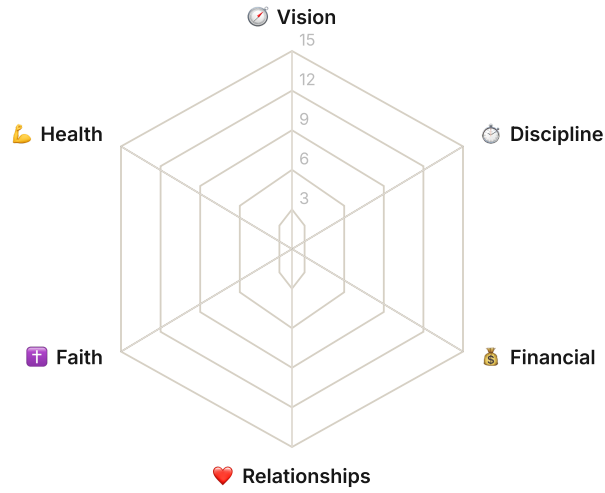 Vision
15
12
Health
Discipline
9
6
3
Faith
Financial
Relationships